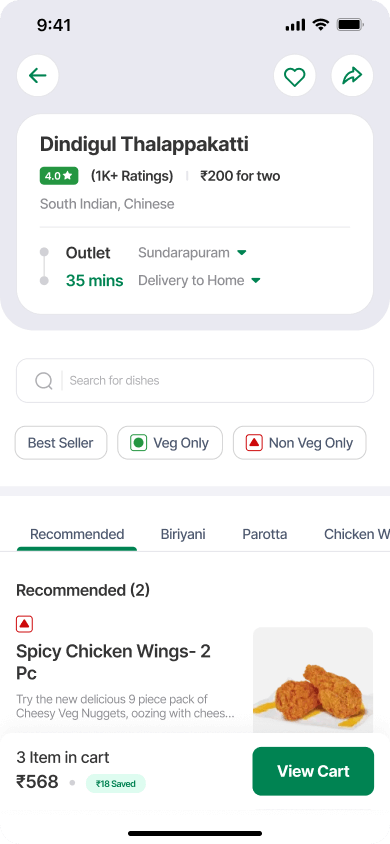 9:41
Dindigul Thalappakatti
4.0 (1K+ Ratings) ₹200 for two
South Indian, Chinese
Outlet Sundarapuram
35 mins Delivery to Home
Search for dishes
Best Seller Veg Only Non Veg Only
Recommended Biriyani Parotta Chicken W
Recommended (2)
Spicy Chicken Wings- 2
Pc
Try the new delicious 9 piece pack of
Cheesy Veg Nuggets, oozing with chees...
3 Item in cart
₹568 ₹18 Saved
View Cart